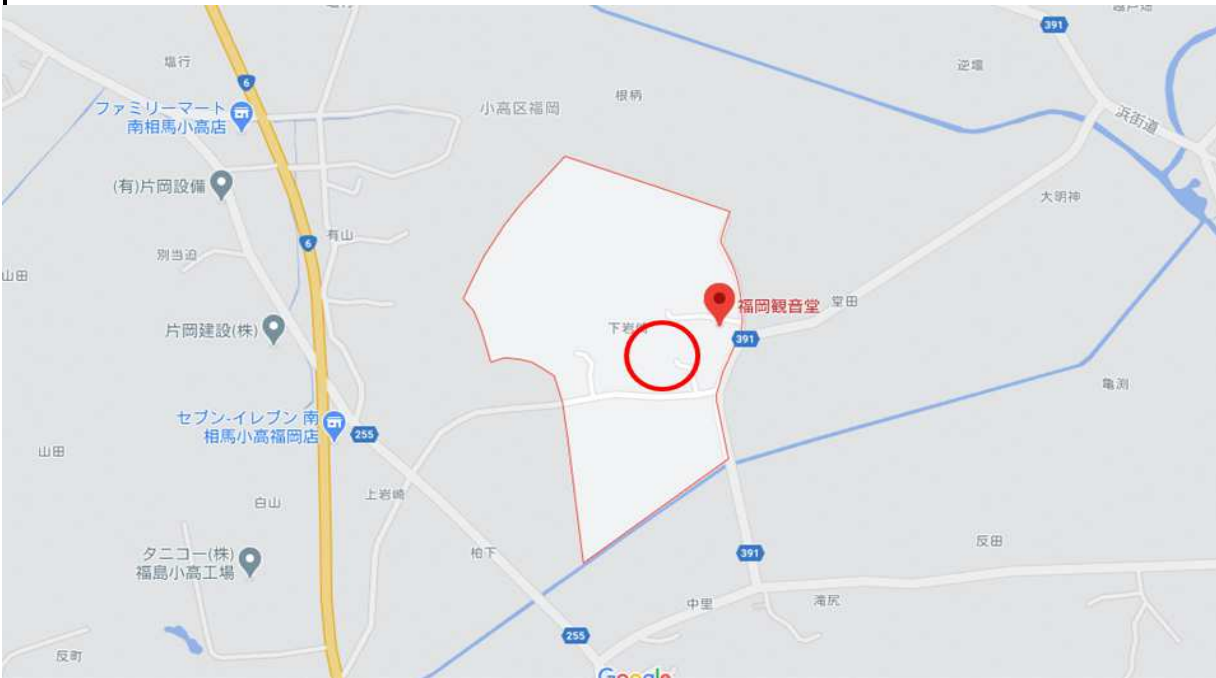 391
塩行
逆壇
6
根柄
ファミリーマート
南相馬小高店
小高区福岡
浜街道
(有)片岡設備
大明神
有山
6
別当迫
山田
堂田
福岡観音堂
片岡建設(株)
下岩崎
391
亀渕
セブン-イレブン 南
相馬小高福岡店
255
山田
上岩崎
白山
反田
柏下
391
タニコー(株)
福島小高工場
中里
滝尻
255
反町
Google